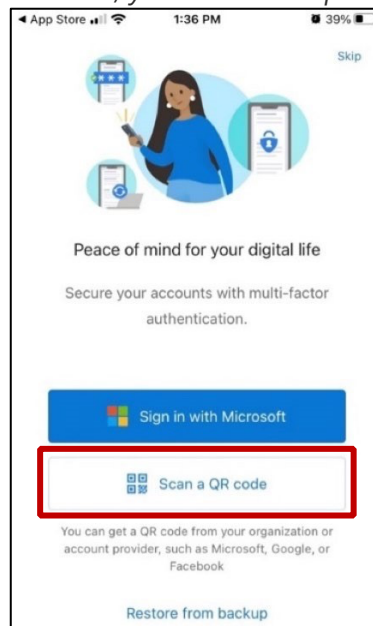 App Store 1:36 PM 39%
Skip
Peace of mind for your digital life
Secure your accounts with multi-factor
authentication.
Sign in with Microsoft
Scan a QR code
You can get a QR code from your organization or
account provider, such as Microsoft, Google, or
Facebook
Restore from backup